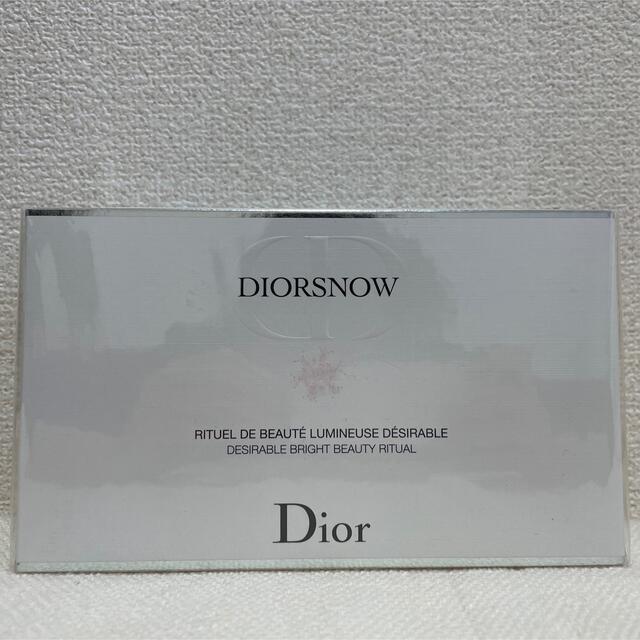 DIORSNOW
RITUEL DE BEAUTÉ LUMINEUSE DÉSIRABLE
DESIRABLE BRIGHT BEAUTY RITUAL
Dior